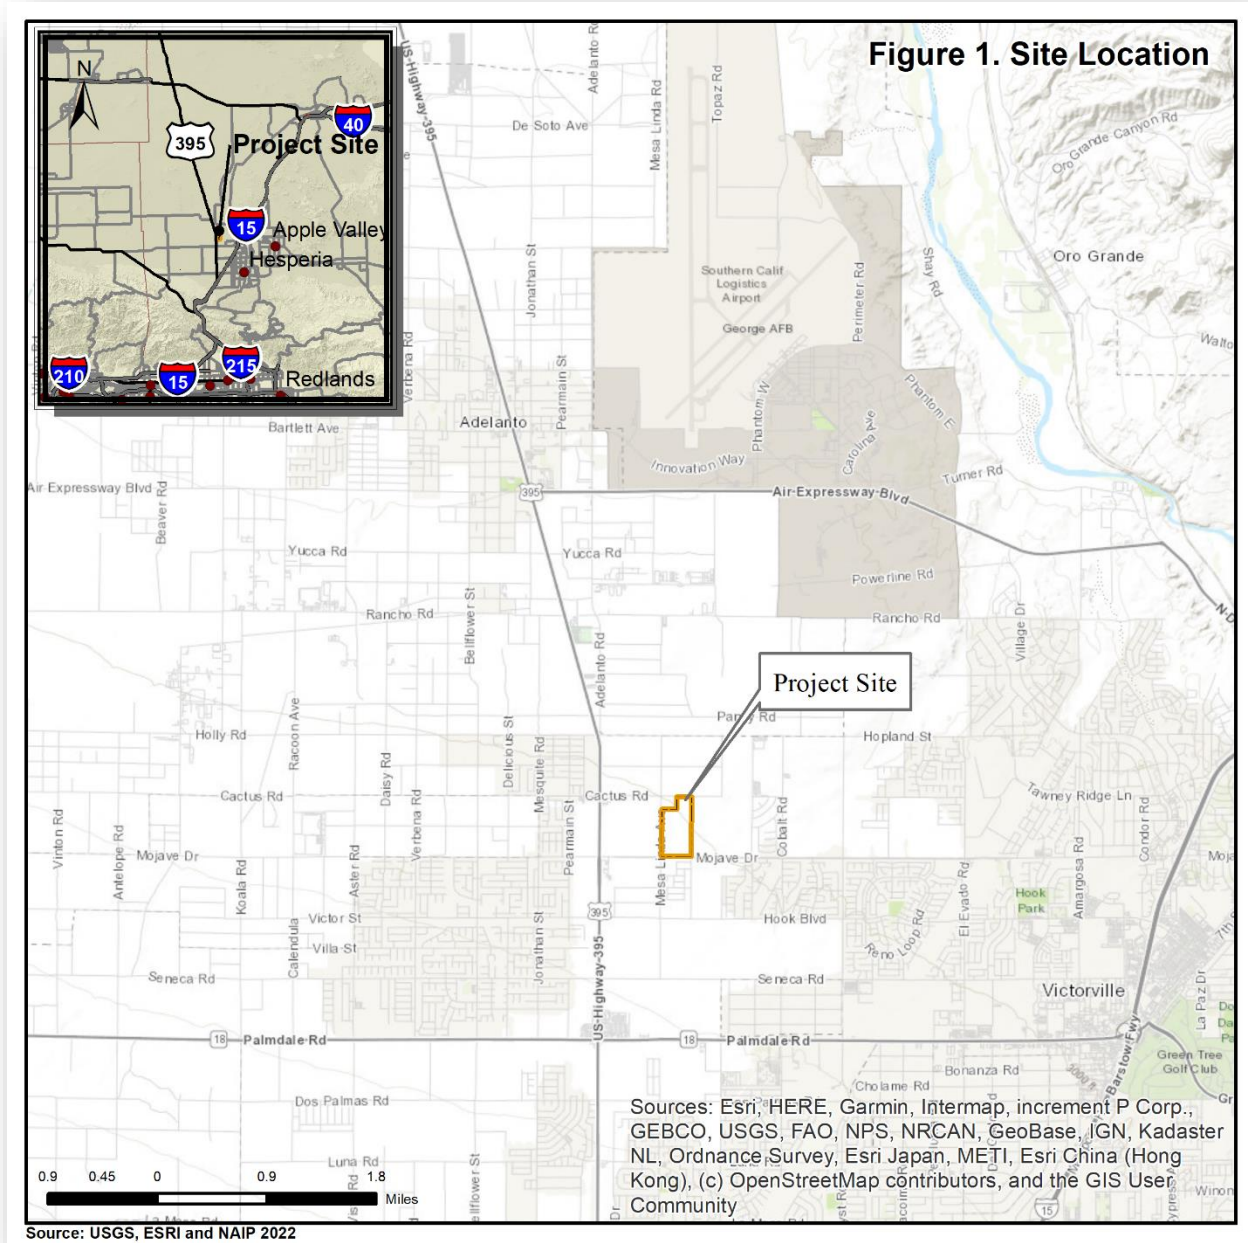 Figure 1. Site Location
N
40
395
Project Site
15
Apple Valley
Hesperia
210
15
215
Redlands
US-Highway-395
Adelanto Rd
Mesa Linda Rd
Topaz Rd
De Soto Ave
Oro Grande Canyon Rd
Jonathan St
Shay Rd
Oro Grande
Southern Calif
Logistics
Airport
Perimeter Rd
George AFB
Verbena Rd
Pearmain St
Phantom W
Phantom E
Catolina Ave
Adelanto
Bartlett Ave
Innovation Way
Turner Rd
Air Expressway Blvd
Beaver Rd
395
Air-Expressway-Blvd
Yucca Rd
Yucca Rd
Powerline Rd
Rancho Rd
Rancho-Rd
Bellflower St
Adelanto Rd
Village Dr
Project Site
Holly Rd
Racoon Ave
Delicious St
Hopland St
Daisy Rd
Mesquite Rd
Cactus Rd
Cactus Rd
Tawney Ridge Ln
Vinton Rd
Antelope Rd
Verbena Rd
Pearmain St
Cobalt Rd
Condor Rd
Mojave Dr
Mojave Dr
Koala Rd
Aster Rd
Mesa Linda
El Evado Rd
Amargosa Rd
Hook
Park
Victor St
395
Hook Blvd
Calendula
Villa-St
Jonathan St
Reno Loop Rd
Seneca Rd
US-Highway-395
Seneca-Rd
Victorville
La Paz Dr
18
Palmdale-Rd
18
Palmdale-Rd
Barstow-Fwy
Green Tree
Golf Club
Bonanza Rd
Cholame-Rd
Dos Palmas Rd
Luna Rd
Sources: Esri, HERE, Garmin, Intermap, increment P Corp.,
GEBCO, USGS, FAO, NPS, NRCAN, GeoBase, IGN, Kadaster
NL, Ordnance Survey, Esri Japan, METI, Esri China (Hong
Kong), (c) OpenStreetMap contributors, and the GIS User
Community
0.9 0.45 0 0.9 1.8
Miles
15
Source: USGS, ESRI and NAIP 2022